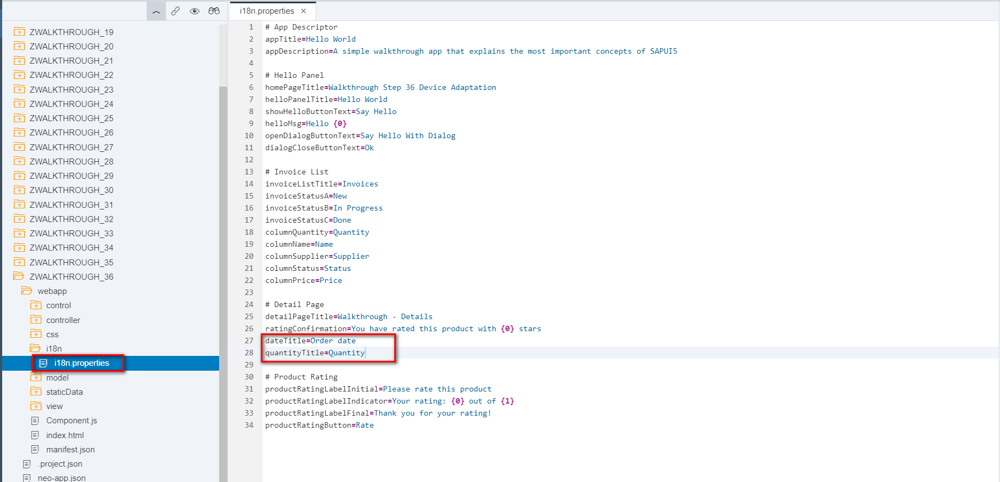 i18n.properties ×
ZWALKTHROUGH_19
ZWALKTHROUGH_20
ZWALKTHROUGH_21
ZWALKTHROUGH_22
ZWALKTHROUGH_23
ZWALKTHROUGH_24
ZWALKTHROUGH_25
ZWALKTHROUGH_26
ZWALKTHROUGH_27
ZWALKTHROUGH_28
ZWALKTHROUGH_29
ZWALKTHROUGH_30
ZWALKTHROUGH_31
ZWALKTHROUGH_32
ZWALKTHROUGH_33
ZWALKTHROUGH_34
ZWALKTHROUGH_35
ZWALKTHROUGH_36
webapp
control
controller
css
i18n
i18n.properties
model
staticData
view
Component.js
index.html
manifest.json
.project.json
neo-app.json
1 # App Descriptor
2 appTitle=Hello World
3 appDescription=A simple walkthrough app that explains the most important concepts of SAPUI5
4
5 # Hello Panel
6 homePageTitle=Walkthrough Step 36 Device Adaptation
7 helloPanelTitle=Hello World
8 showHelloButtonText=Say Hello
9 helloMsg=Hello {0}
10 openDialogButtonText=Say Hello With Dialog
11 dialogCloseButtonText=Ok
12
13 # Invoice List
14 invoiceListTitle=Invoices
15 invoiceStatusA=New
16 invoiceStatusB=In Progress
17 invoiceStatusC=Done
18 columnQuantity=Quantity
19 columnName=Name
20 columnSupplier=Supplier
21 columnStatus=Status
22 columnPrice=Price
23
24 # Detail Page
25 detailPageTitle=Walkthrough - Details
26 ratingConfirmation=You have rated this product with {0} stars
27 dateTitle=Order date
28 quantityTitle=Quantity
29
30 # Product Rating
31 productRatingLabelInitial=Please rate this product
32 productRatingLabelIndicator=Your rating: {0} out of {1}
33 productRatingLabelFinal=Thank you for your rating!
34 productRatingButton=Rate